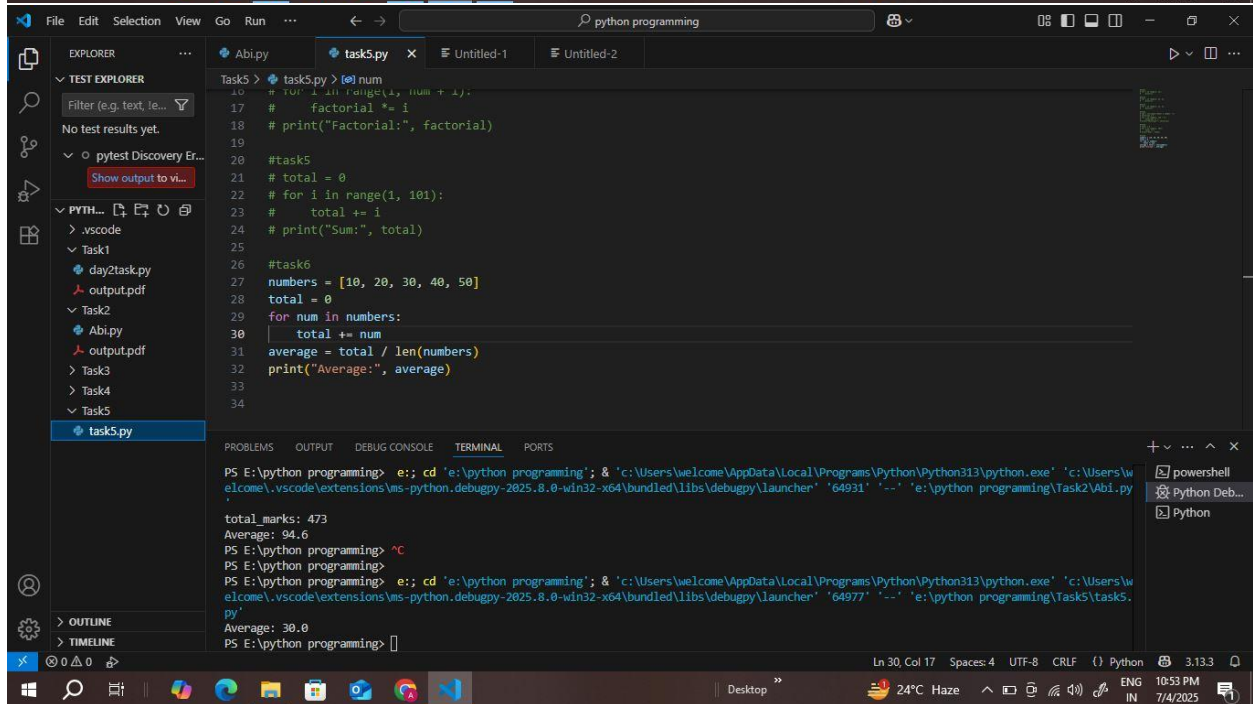 File Edit Selection View Go Run ··· python programming
EXPLORER ···
TEST EXPLORER
Filter (e.g. text, !e...
No test results yet.
pytest Discovery Er...
Show output to vi...
PYTH...
.vscode
Task1
day2task.py
output.pdf
Task2
Abi.py
output.pdf
Task3
Task4
Task5
task5.py
OUTLINE
TIMELINE
Abi.py task5.py Untitled-1 Untitled-2
Task5 > task5.py > num
16 # for i in range(1, num + 1):
17 #     factorial *= i
18 # print("Factorial:", factorial)
19
20 #task5
21 # total = 0
22 # for i in range(1, 101):
23 #     total += i
24 # print("Sum:", total)
25
26 #task6
27 numbers = [10, 20, 30, 40, 50]
28 total = 0
29 for num in numbers:
30     total += num
31 average = total / len(numbers)
32 print("Average:", average)
33
34
PROBLEMS OUTPUT DEBUG CONSOLE TERMINAL PORTS
PS E:\python programming>  e:; cd 'e:\python programming'; & 'c:\Users\welcome\AppData\Local\Programs\Python\Python313\python.exe' 'c:\Users\w
elcome\.vscode\extensions\ms-python.debugpy-2025.8.0-win32-x64\bundled\libs\debugpy\launcher' '64931' '--' 'e:\python programming\Task2\Abi.py
'
total_marks: 473
Average: 94.6
PS E:\python programming> ^C
PS E:\python programming>
PS E:\python programming>  e:; cd 'e:\python programming'; & 'c:\Users\welcome\AppData\Local\Programs\Python\Python313\python.exe' 'c:\Users\w
elcome\.vscode\extensions\ms-python.debugpy-2025.8.0-win32-x64\bundled\libs\debugpy\launcher' '64977' '--' 'e:\python programming\Task5\task5.
py'
Average: 30.0
PS E:\python programming>
powershell
Python Deb...
Python
0 0 Ln 30, Col 17 Spaces: 4 UTF-8 CRLF {} Python 3.13.3
Desktop 24°C Haze ENG IN 10:53 PM 7/4/2025